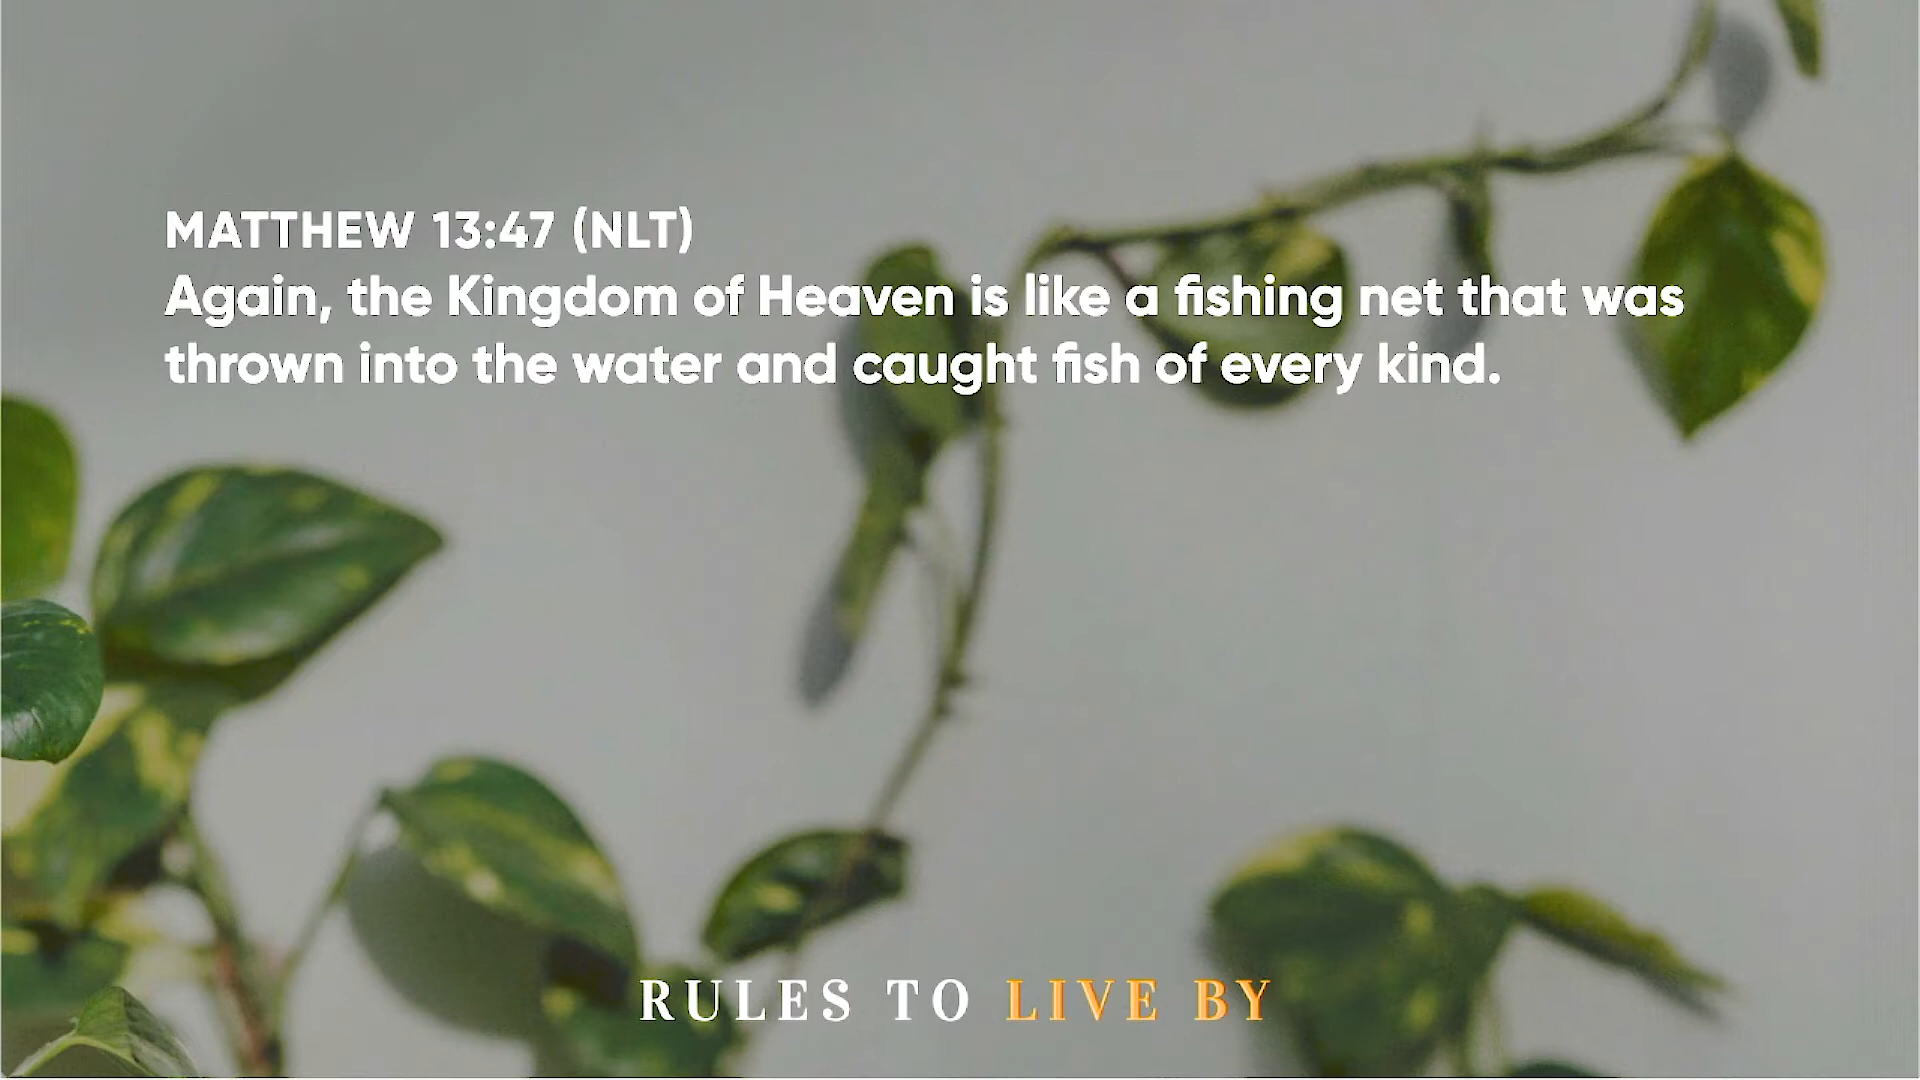 MATTHEW 13:47 (NLT)
Again, the Kingdom of Heaven is like a fishing net that was
thrown into the water and caught fish of every kind.
RULES TO LIVE BY